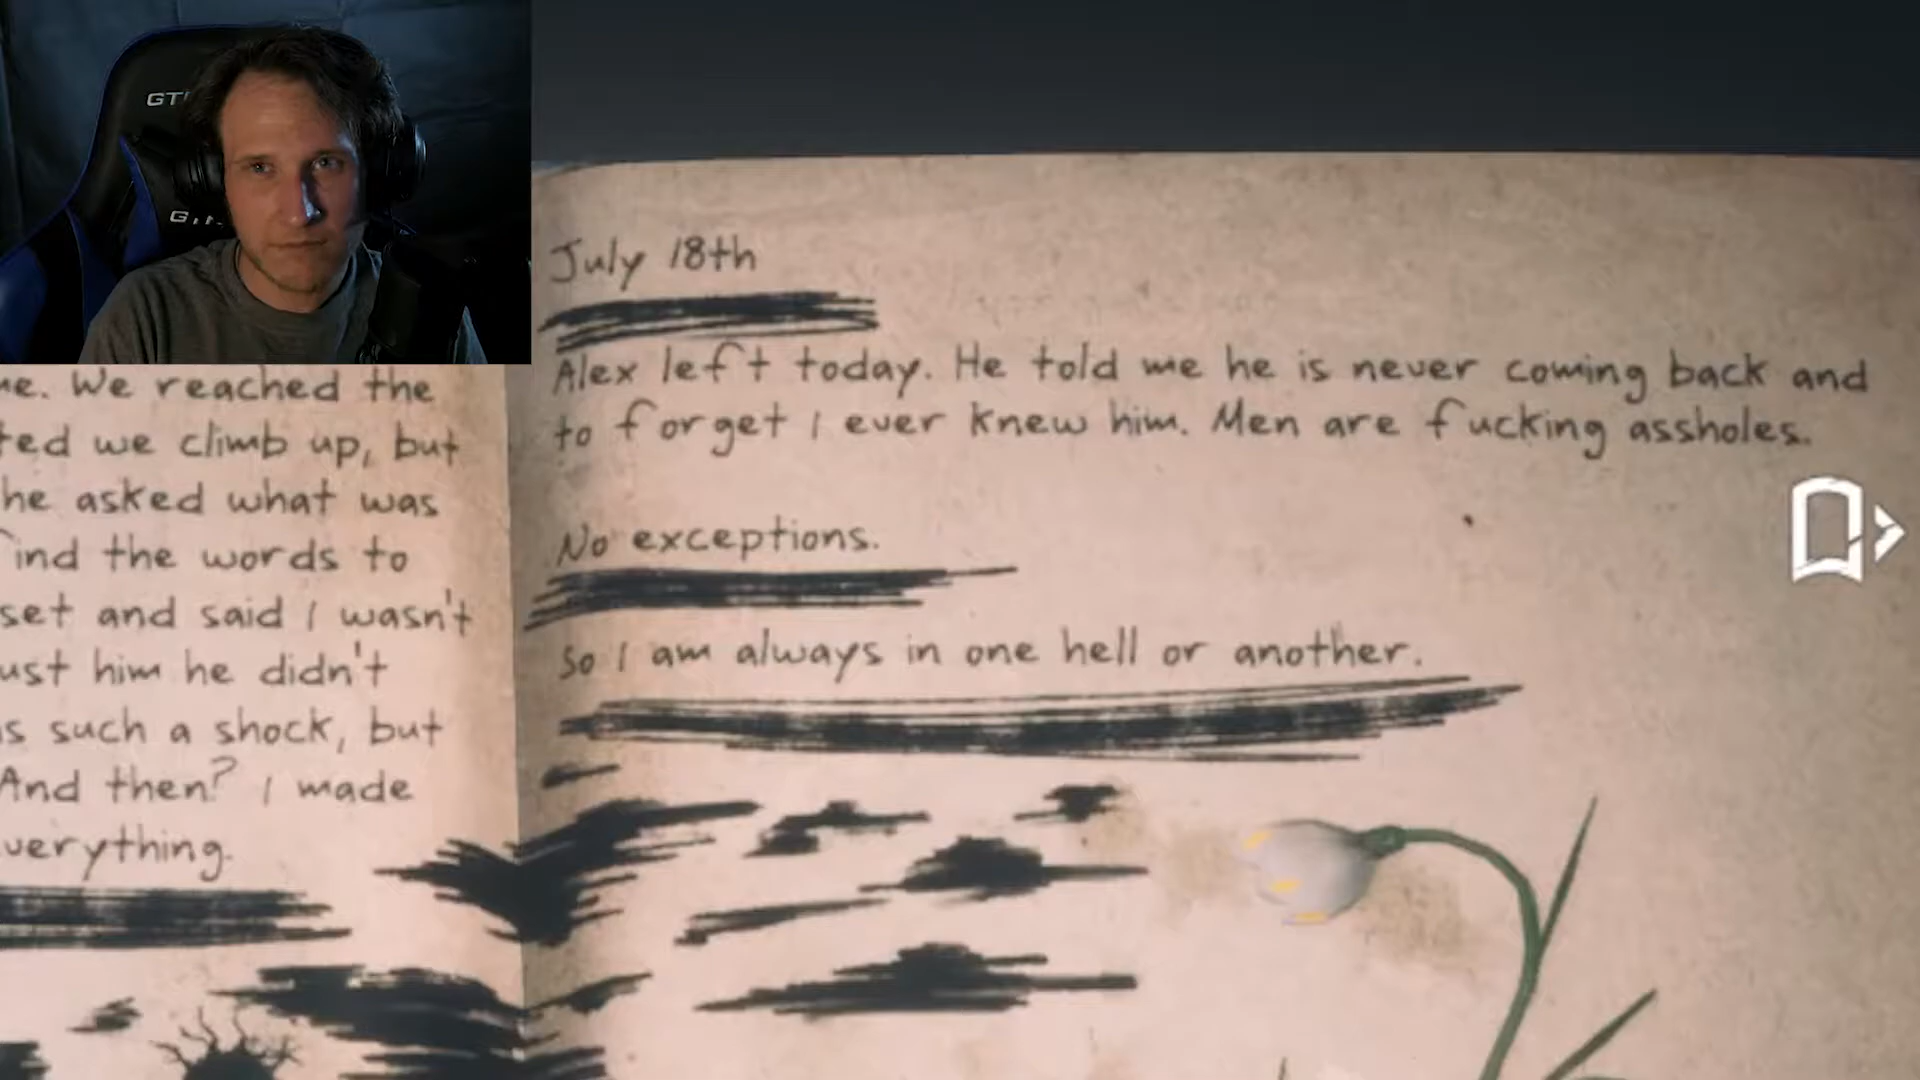 GT
me. We reached the
ted we climb up, but
he asked what was
find the words to
set and said I wasn't
ust him he didn't
s such a shock, but
And then? I made
verything.
July 18th
Alex left today. He told me he is never coming back and
to forget I ever knew him. Men are fucking assholes.
No exceptions.
So I am always in one hell or another.